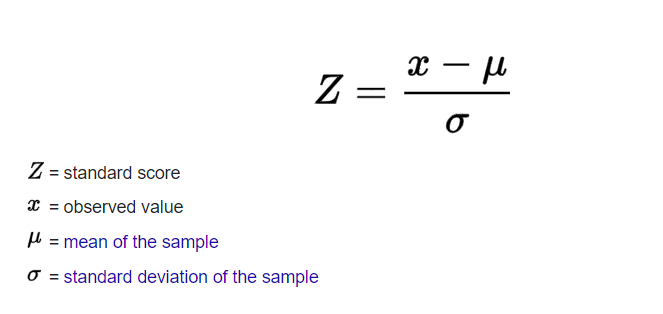 Z = x − μ / σ
Z = standard score
x = observed value
μ = mean of the sample
σ = standard deviation of the sample